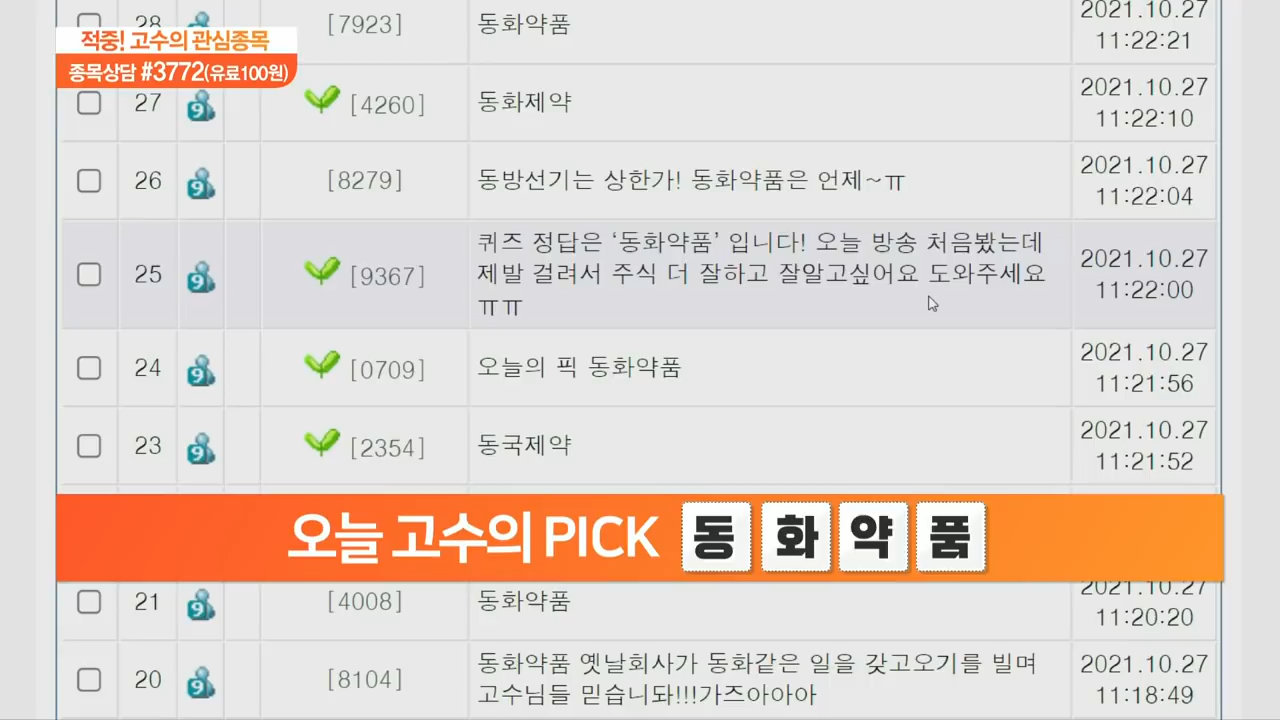 적중! 고수의 관심종목
종목상담 #3772(유료100원)
28 [7923] 동화약품 2021.10.27
11:22:21
27 9 [4260] 동화제약 2021.10.27
11:22:10
26 9 [8279] 동방선기는 상한가! 동화약품은 언제~ㅠ 2021.10.27
11:22:04
25 9 [9367] 퀴즈 정답은 ‘동화약품’ 입니다! 오늘 방송 처음봤는데
제발 걸려서 주식 더 잘하고 잘알고싶어요 도와주세요
ㅠㅠ
2021.10.27
11:22:00
24 9 [0709] 오늘의 픽 동화약품 2021.10.27
11:21:56
23 9 [2354] 동국제약 2021.10.27
11:21:52
오늘 고수의 PICK 동화약품
21 9 [4008] 동화약품 2021.10.27
11:20:20
20 9 [8104] 동화약품 옛날회사가 동화같은 일을 갖고오기를 빌며
고수님들 믿습니돠!!!가즈아아아
2021.10.27
11:18:49